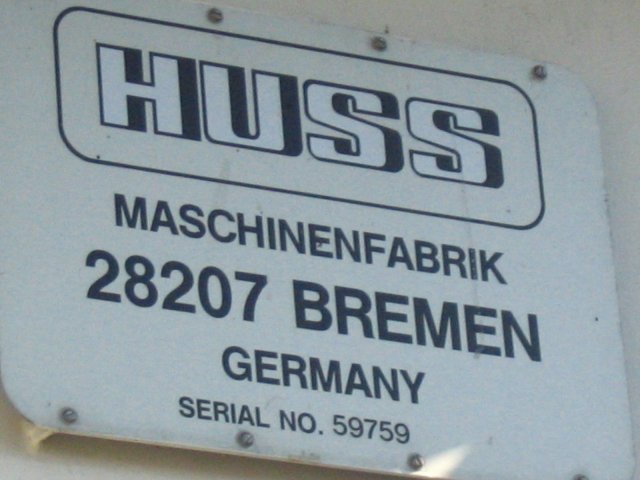 HUSS
MASCHINENFABRIK
28207 BREMEN
GERMANY
SERIAL NO. 59759